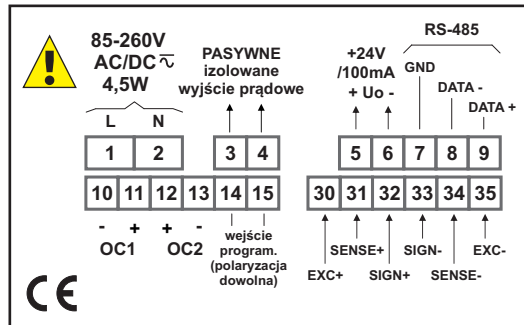 85-260V
AC/DC
4,5W
L N
PASYWNE
izolowane
wyjście prądowe
+24V
/100mA
+ Uo -
RS-485
GND
DATA -
DATA +
1 2 3 4 5 6 7 8 9
10 11 12 13 14 15 30 31 32 33 34 35
- + + -
OC1 OC2
wejście
program.
(polaryzacja
dowolna)
SENSE+ SIGN- EXC-
EXC+ SIGN+ SENSE-
CE